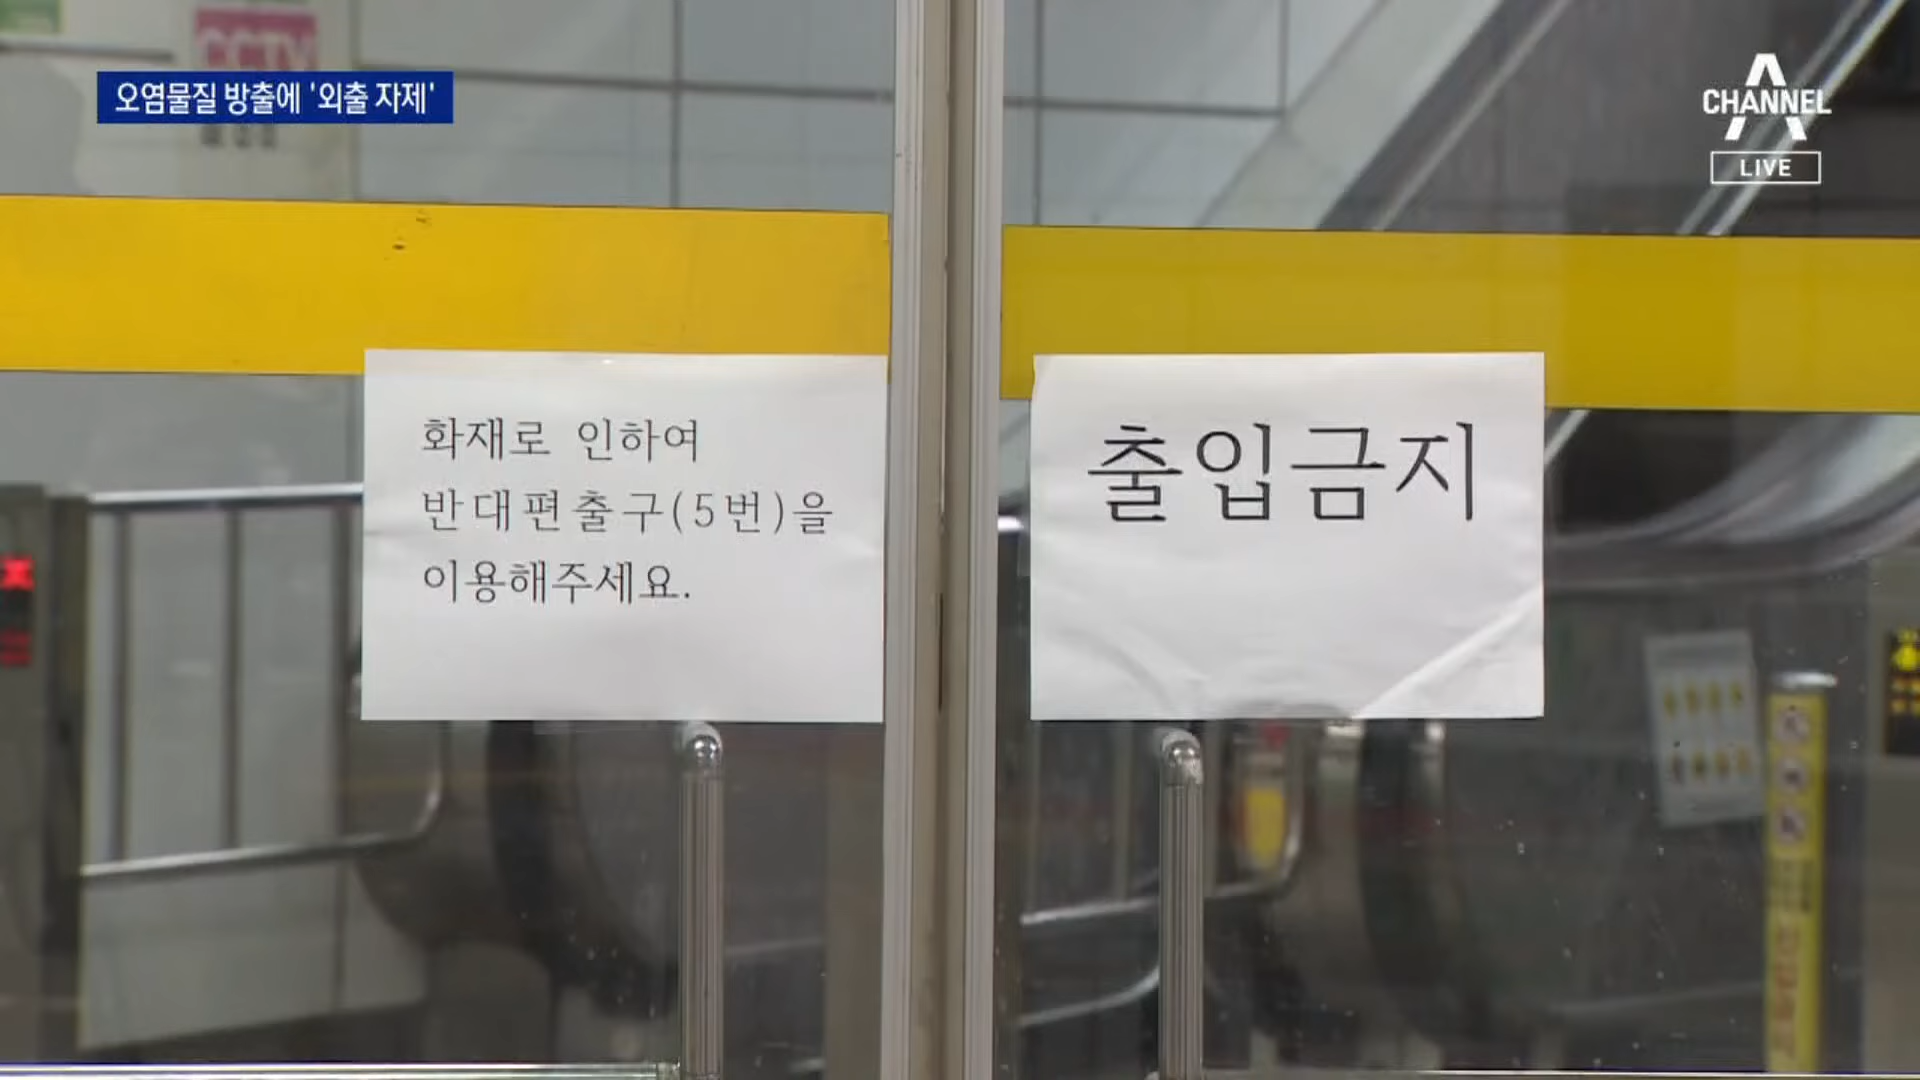 CCTV
오염물질 방출에 '외출 자제'
CHANNEL A
LIVE
화재로 인하여
반대편출구(5번)을
이용해주세요.
출입금지